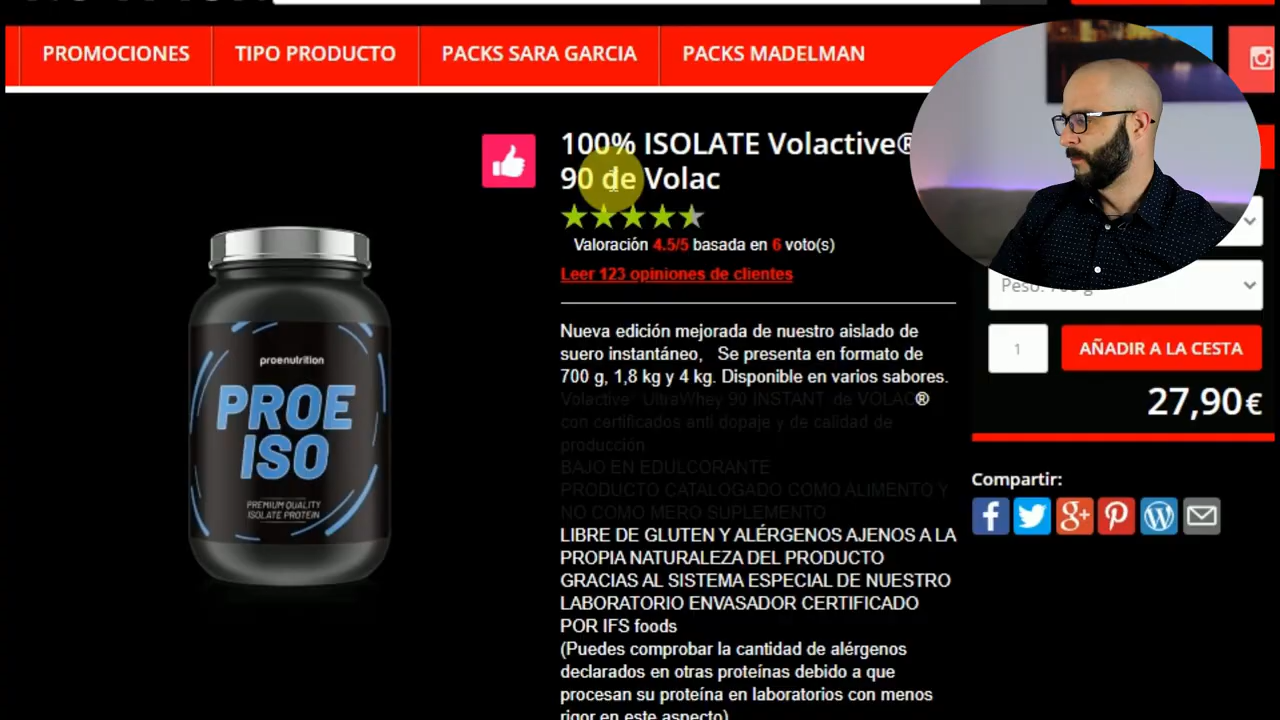 PROMOCIONES
TIPO PRODUCTO
PACKS SARA GARCIA
PACKS MADELMAN
100% ISOLATE Volactive®
90 de Volac
Valoración 4.5/5 basada en 6 voto(s)
Leer 123 opiniones de clientes
Nueva edición mejorada de nuestro aislado de
suero instantáneo, Se presenta en formato de
700 g, 1,8 kg y 4 kg. Disponible en varios sabores.
Volactive UltraWhey 90 INSTANT de VOLAC®
con certificados anti dopaje y de calidad de
producción
BAJO EN EDULCORANTE
PRODUCTO CATALOGADO COMO ALIMENTO Y
NO COMO MERO SUPLEMENTO
LIBRE DE GLUTEN Y ALÉRGENOS AJENOS A LA
PROPIA NATURALEZA DEL PRODUCTO
GRACIAS AL SISTEMA ESPECIAL DE NUESTRO
LABORATORIO ENVASADOR CERTIFICADO
POR IFS foods
(Puedes comprobar la cantidad de alérgenos
declarados en otras proteínas debido a que
procesan su proteína en laboratorios con menos
rigor en este aspecto)
proenutrition
PROE
ISO
PREMIUM QUALITY
ISOLATE PROTEIN
Peso: 700 g
1
AÑADIR A LA CESTA
27,90€
Compartir: